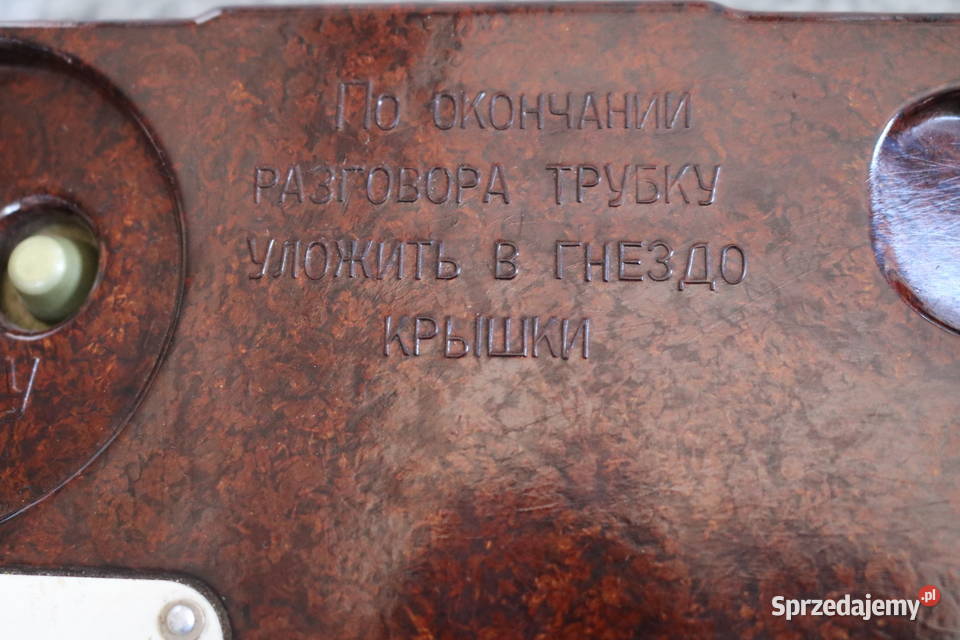 По ОКОНЧАНИИ
РАЗГОВОРА ТРУБКУ
УЛОЖИТЬ В ГНЕЗДО
КРЫШКИ
Sprzedajemy.pl